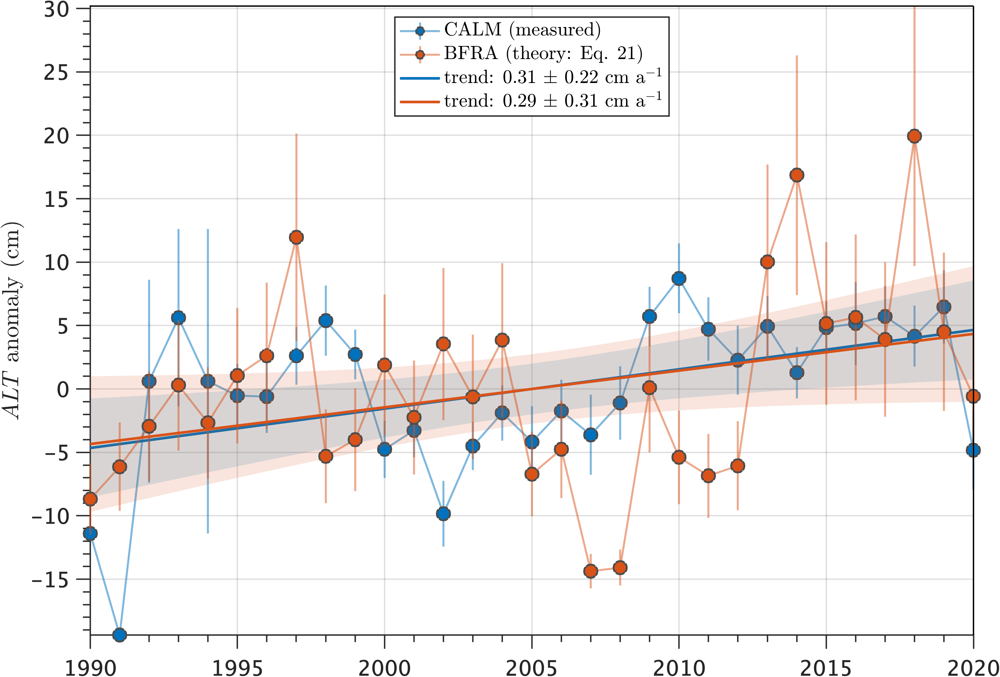 30
25
20
15
10
5
0
−5
−10
−15
ALT anomaly (cm)
CALM (measured)
BFRA (theory: Eq. 21)
trend: 0.31 ± 0.22 cm a⁻¹
trend: 0.29 ± 0.31 cm a⁻¹
1990 1995 2000 2005 2010 2015 2020